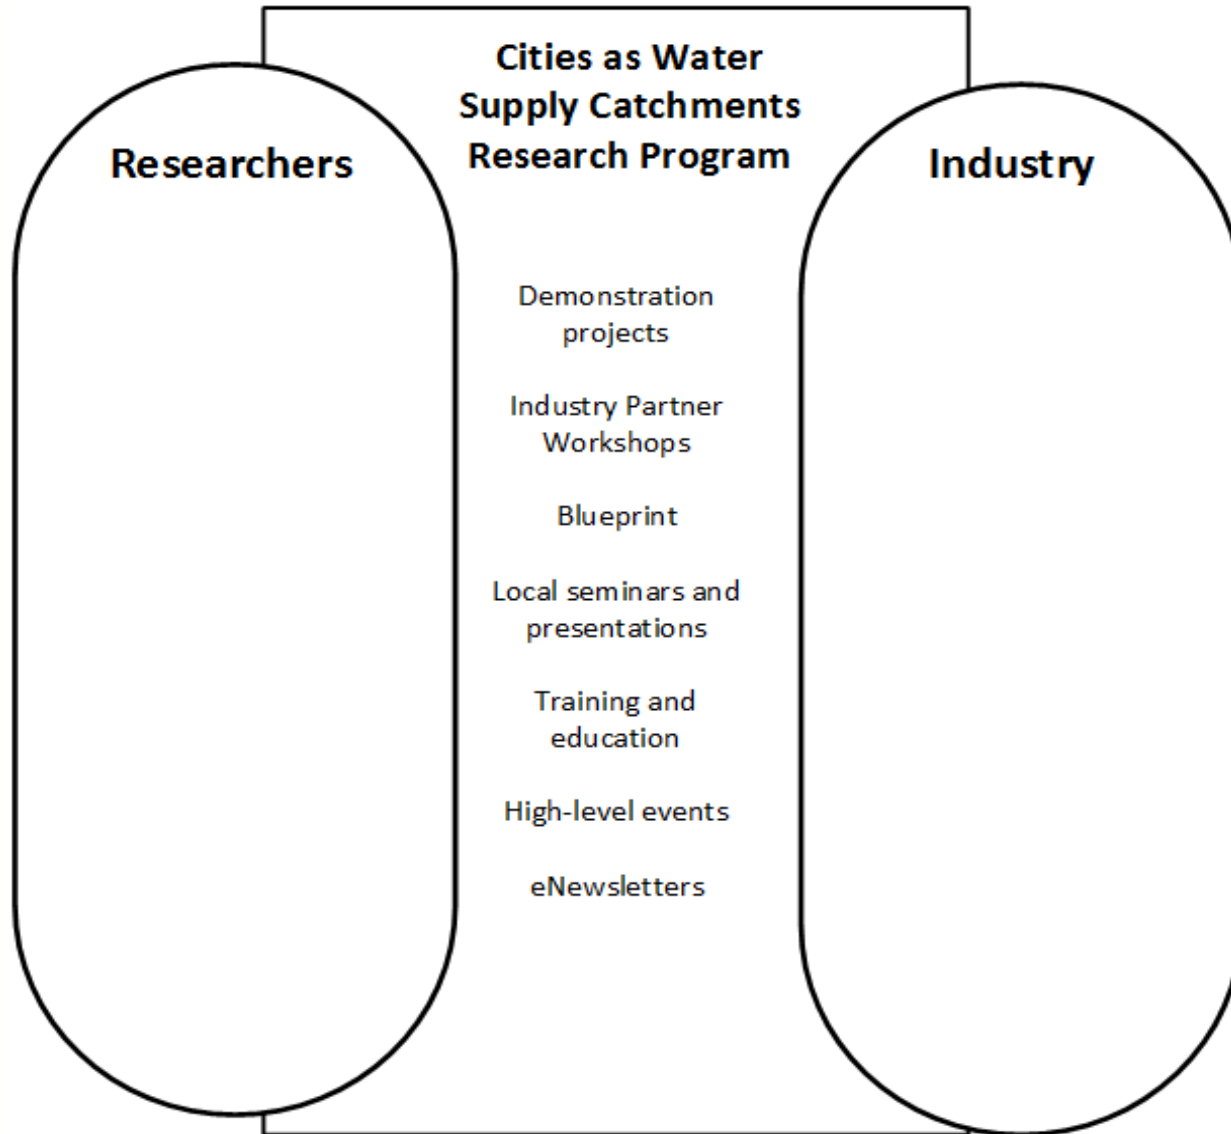 Cities as Water
Supply Catchments
Research Program
Researchers
Industry
Demonstration
projects
Industry Partner
Workshops
Blueprint
Local seminars and
presentations
Training and
education
High-level events
eNewsletters